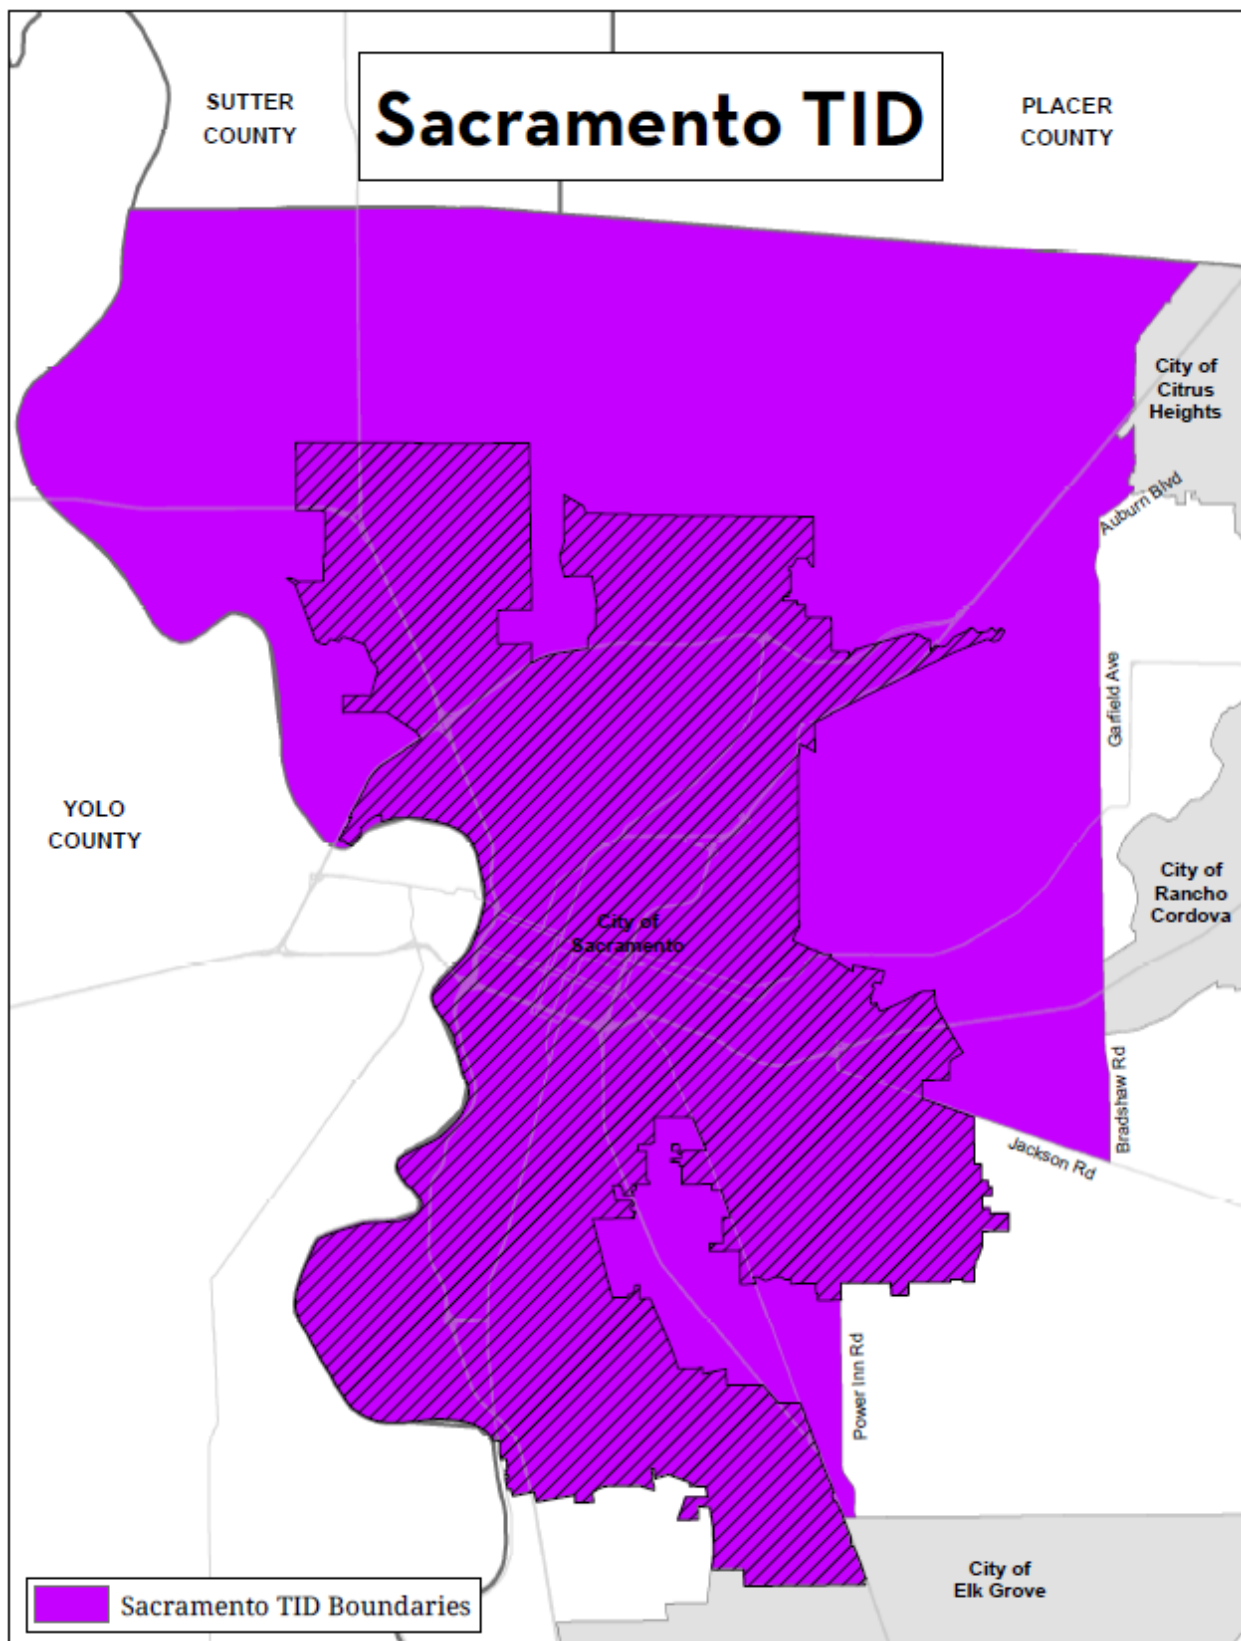 SUTTER
COUNTY
Sacramento TID
PLACER
COUNTY
City of
Citrus
Heights
Auburn Blvd
Garfield Ave
YOLO
COUNTY
City of
Rancho
Cordova
City of
Sacramento
Bradshaw Rd
Jackson Rd
Power Inn Rd
City of
Elk Grove
Sacramento TID Boundaries